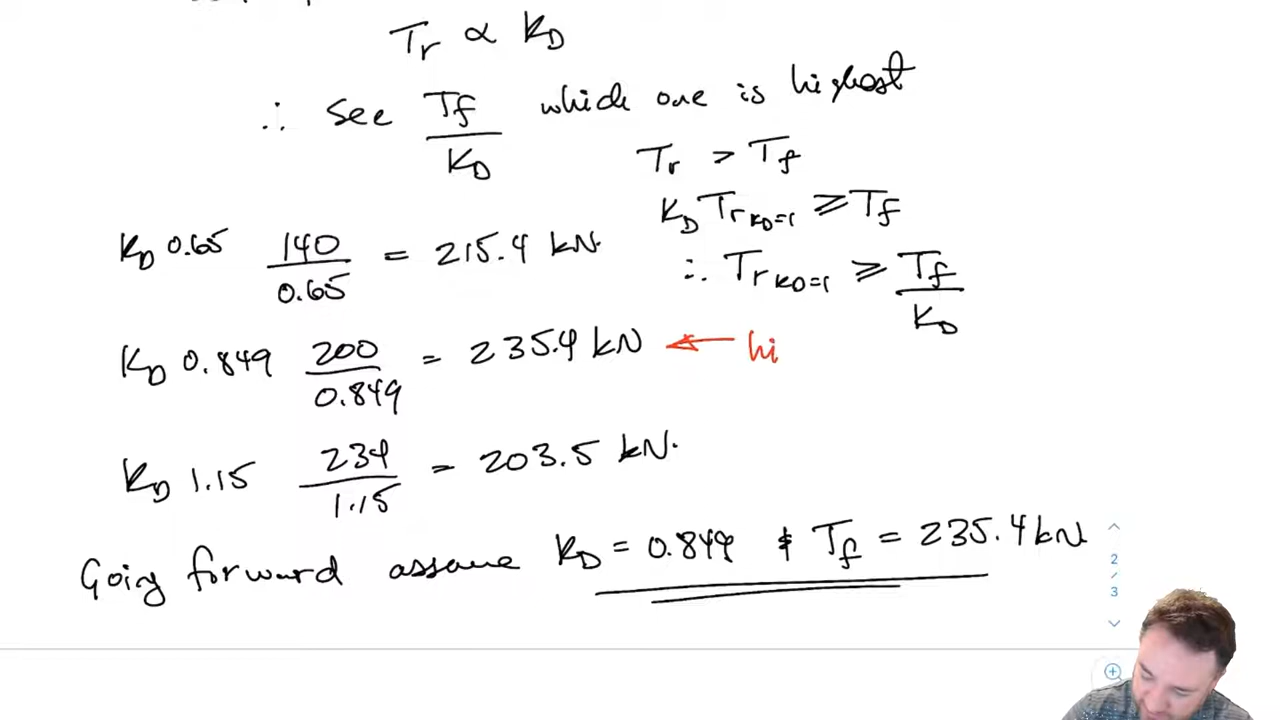 Tr ∝ KD
∴ See Tf/KD which one is highest
Tr > Tf
KD Tr KD=1 ⩾ Tf
∴ Tr KD=1 ⩾ Tf/KD
KD 0.65 140/0.65 = 215.4 kN.
KD 0.849 200/0.849 = 235.4 kN ← hi
KD 1.15 234/1.15 = 203.5 kN.
Going forward assume KD = 0.849 & Tf = 235.4 kN.
2
/
3